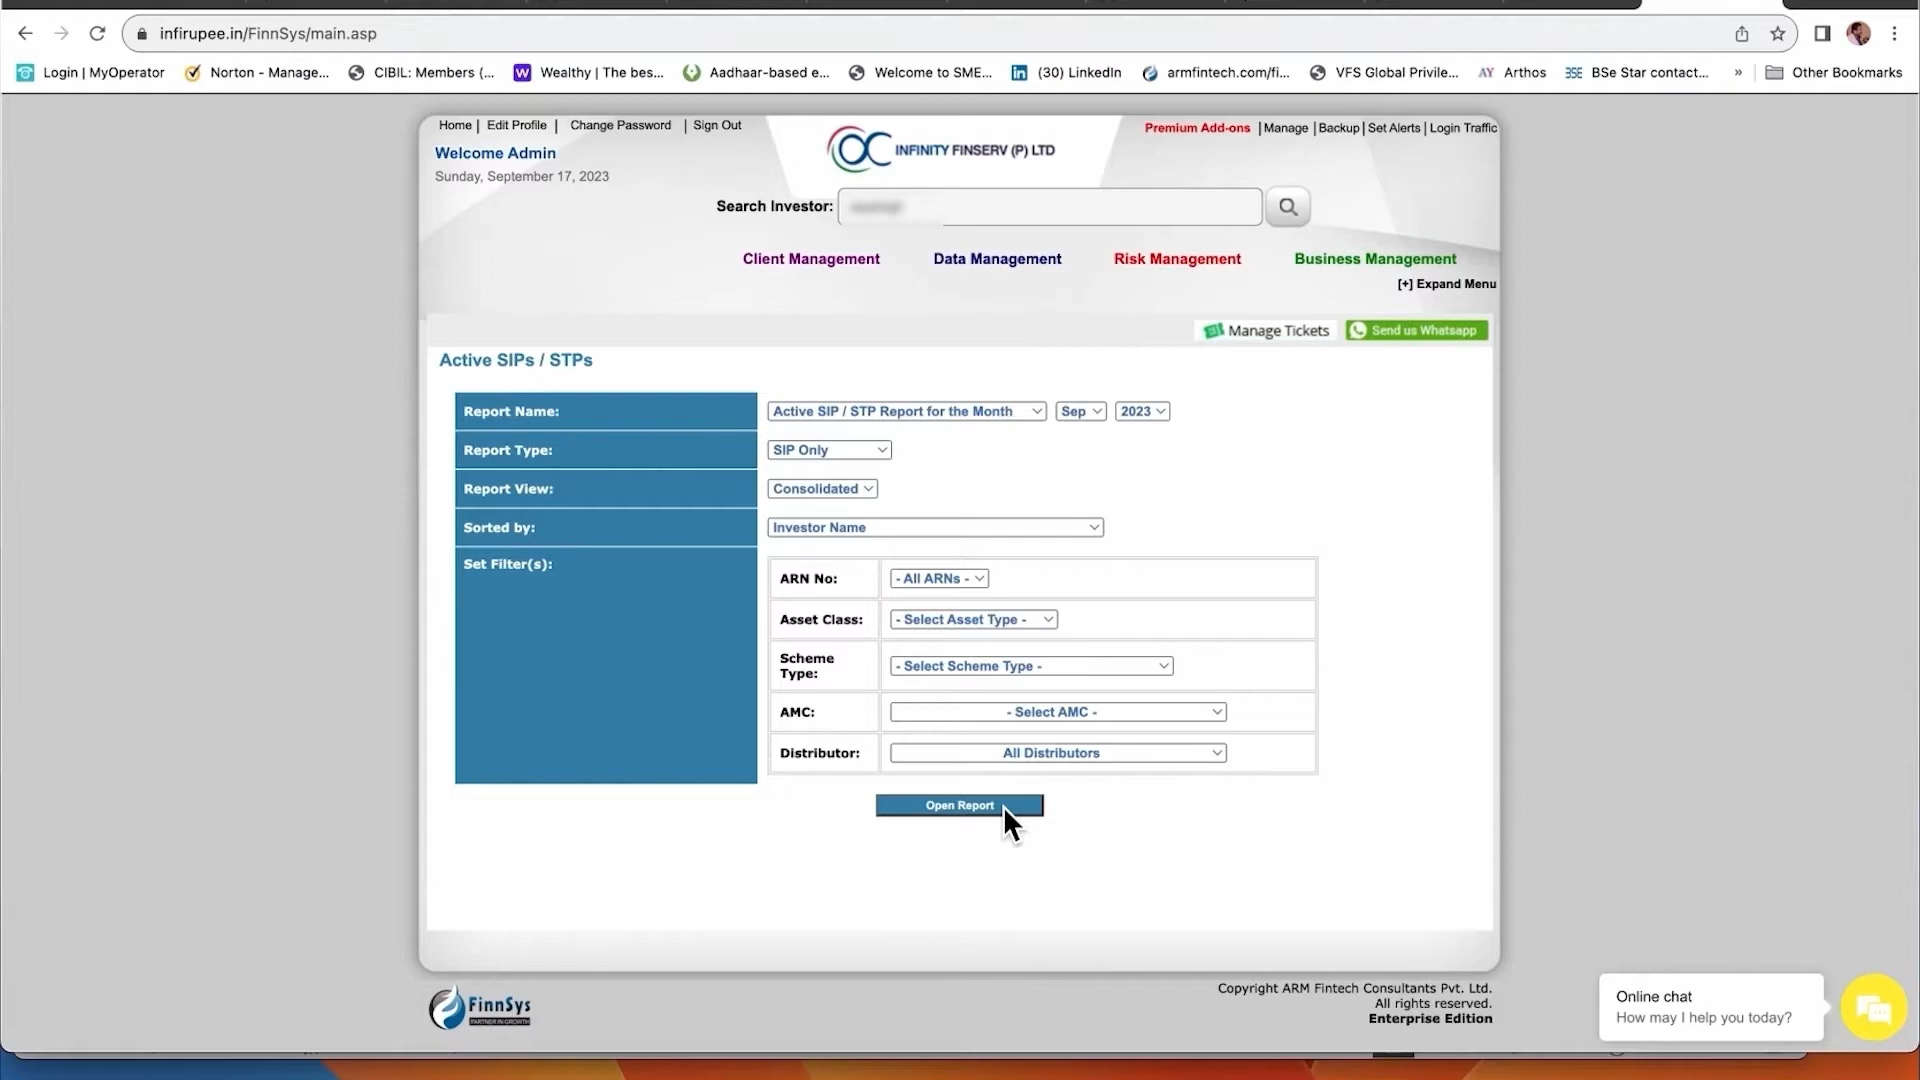 infirupee.in/FinnSys/main.asp
Login | MyOperator Norton - Manage... CIBIL: Members (... Wealthy | The bes... Aadhaar-based e... Welcome to SME... (30) LinkedIn armfintech.com/fi... VFS Global Privile... AY Arthos BSE BSe Star contact... » Other Bookmarks
Home | Edit Profile | Change Password | Sign Out
Premium Add-ons | Manage | Backup | Set Alerts | Login Traffic
INFINITY FINSERV (P) LTD
Welcome Admin
Sunday, September 17, 2023
Search Investor:
Client Management Data Management Risk Management Business Management
[+] Expand Menu
Manage Tickets Send us Whatsapp
Active SIPs / STPs
Report Name: Active SIP / STP Report for the Month Sep 2023
Report Type: SIP Only
Report View: Consolidated
Sorted by: Investor Name
Set Filter(s):
ARN No: - All ARNs -
Asset Class: - Select Asset Type -
Scheme Type: - Select Scheme Type -
AMC: - Select AMC -
Distributor: All Distributors
Open Report
FinnSys
PARTNER IN GROWTH
Copyright ARM Fintech Consultants Pvt. Ltd.
All rights reserved.
Enterprise Edition
Online chat
How may I help you today?